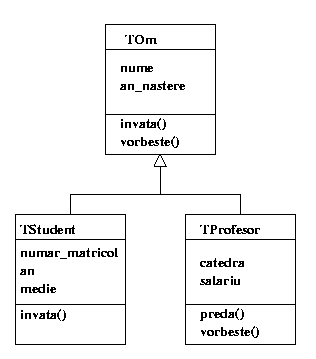 TOm
nume
an_nastere
invata()
vorbeste()
TStudent
numar_matricol
an
medie
invata()
TProfesor
catedra
salariu
preda()
vorbeste()